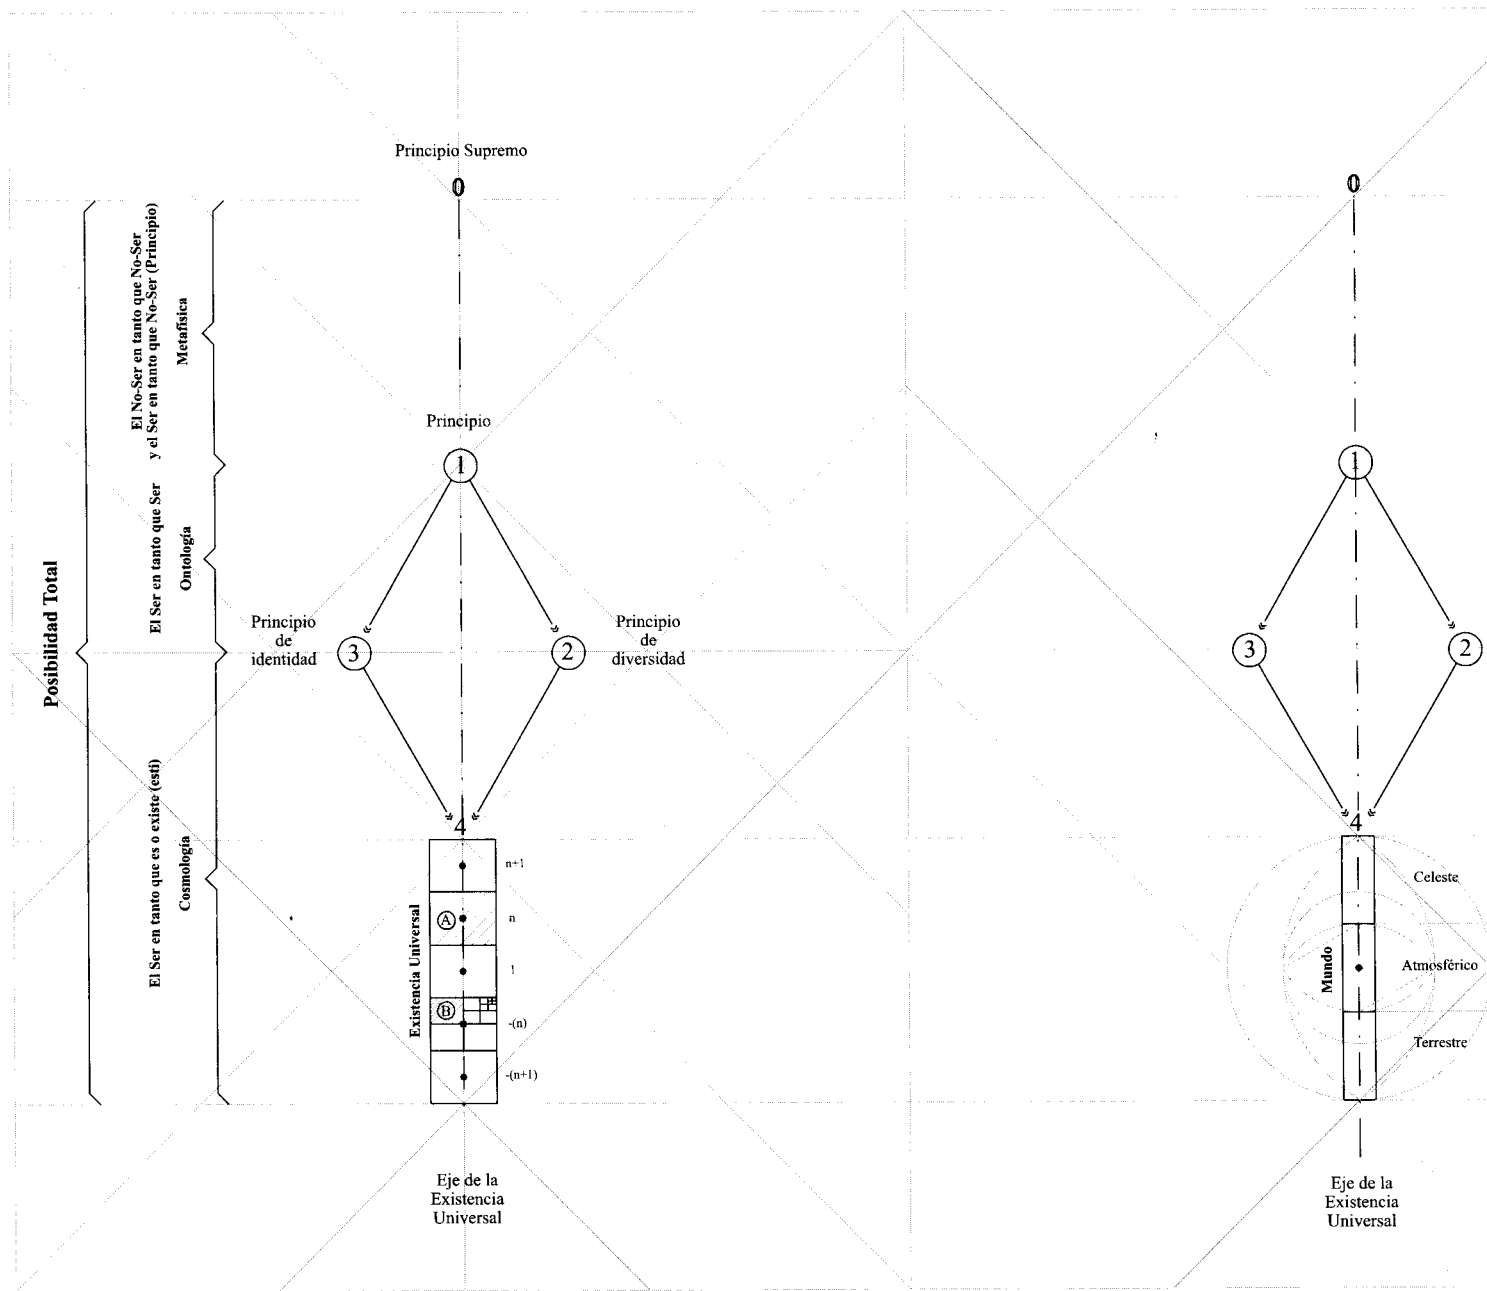 Principio Supremo
0
Posibilidad Total
El No-Ser en tanto que No-Ser
y el Ser en tanto que No-Ser (Principio)
Metafísica
El Ser en tanto que Ser
Ontología
El Ser en tanto que es o existe (esti)
Cosmología
Principio
1
Principio
de
identidad
3
2
Principio
de
diversidad
4
Existencia Universal
n+1
A
n
1
B
-(n)
-(n+1)
Eje de la
Existencia
Universal
0
1
3
2
4
Mundo
Celeste
Atmosférico
Terrestre
Eje de la
Existencia
Universal